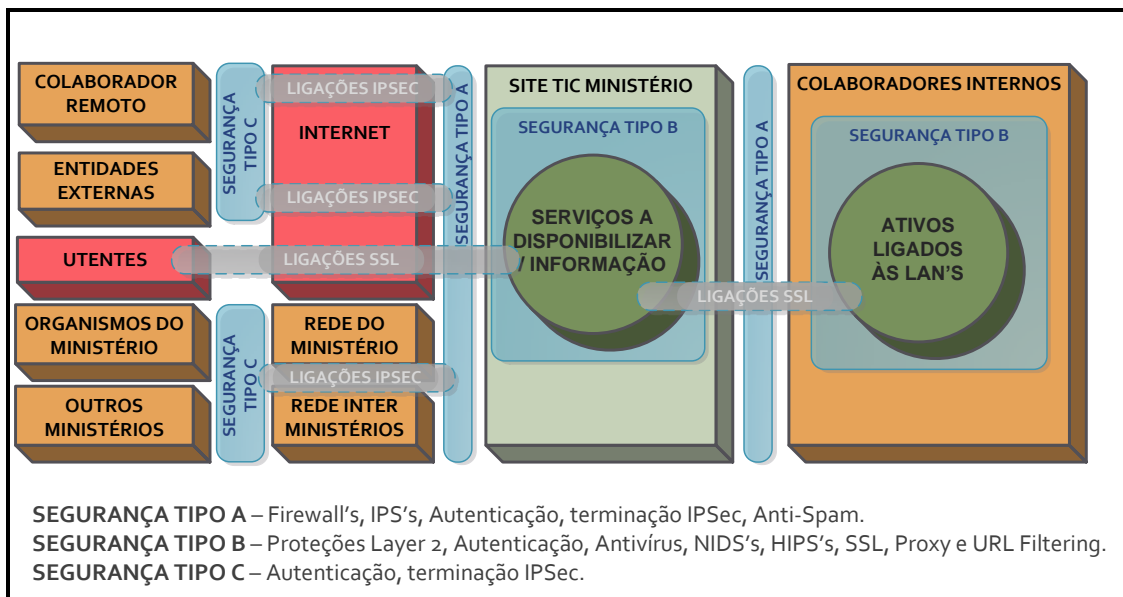 COLABORADOR
REMOTO
ENTIDADES
EXTERNAS
UTENTES
ORGANISMOS DO
MINISTÉRIO
OUTROS
MINISTÉRIOS
SEGURANÇA
TIPO C
SEGURANÇA
TIPO C
LIGAÇÕES IPSEC
INTERNET
LIGAÇÕES IPSEC
LIGAÇÕES SSL
REDE DO
MINISTÉRIO
LIGAÇÕES IPSEC
REDE INTER
MINISTÉRIOS
SEGURANÇA TIPO A
SITE TIC MINISTÉRIO
SEGURANÇA TIPO B
SERVIÇOS A
DISPONIBILIZAR
/ INFORMAÇÃO
SEGURANÇA TIPO A
LIGAÇÕES SSL
COLABORADORES INTERNOS
SEGURANÇA TIPO B
ATIVOS
LIGADOS
ÀS LAN'S
SEGURANÇA TIPO A – Firewall's, IPS's, Autenticação, terminação IPSec, Anti-Spam.
SEGURANÇA TIPO B – Proteções Layer 2, Autenticação, Antivírus, NIDS's, HIPS's, SSL, Proxy e URL Filtering.
SEGURANÇA TIPO C – Autenticação, terminação IPSec.